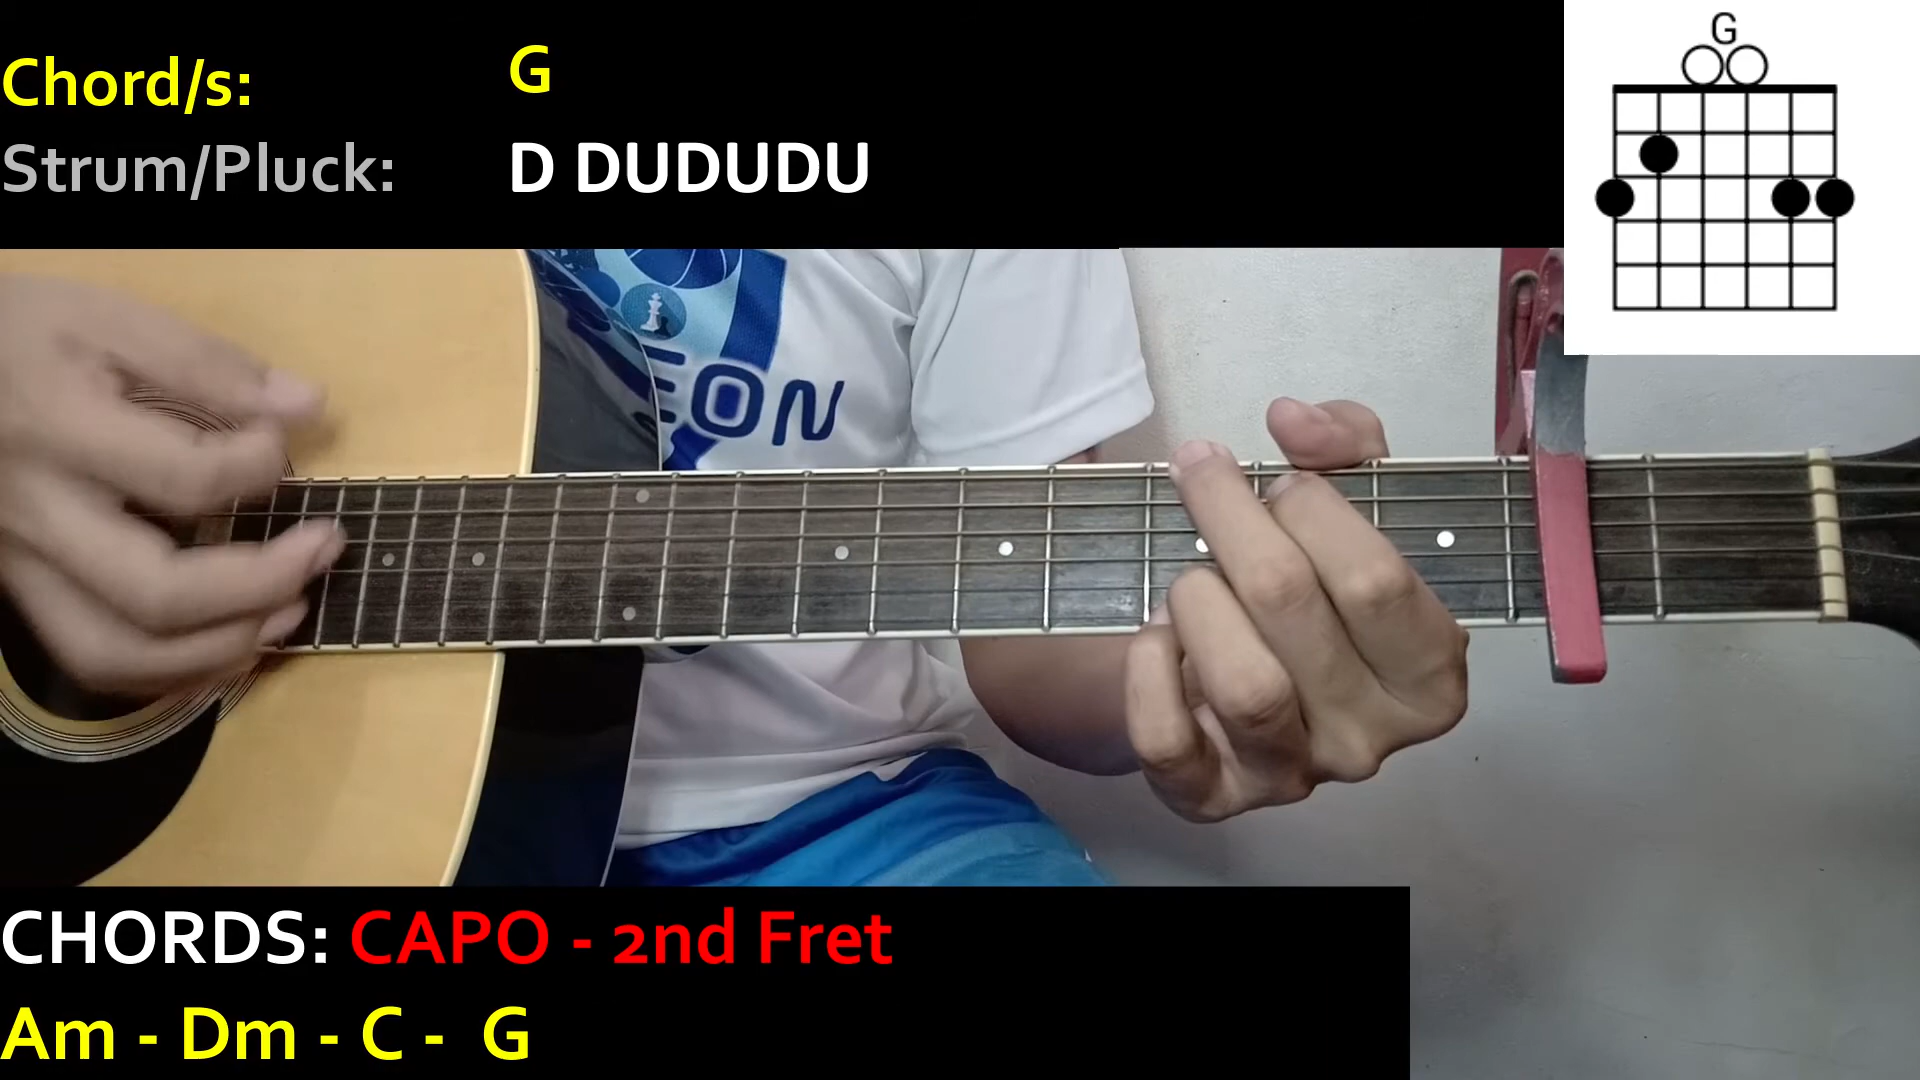 Chord/s: G
Strum/Pluck: D DUDUDU
G
EON
CHORDS: CAPO - 2nd Fret
Am - Dm - C - G